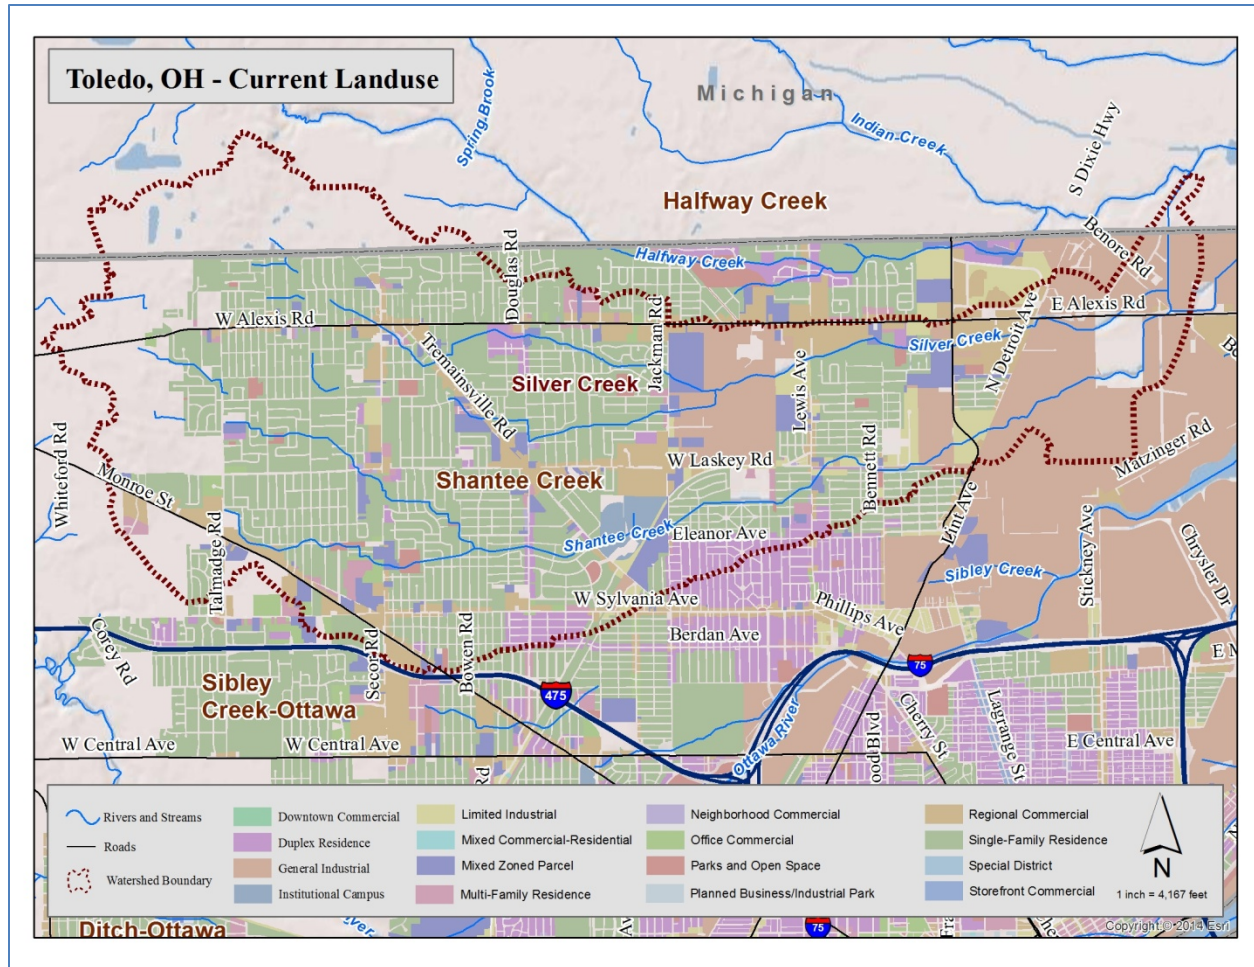 Toledo, OH - Current Landuse
Michigan
Spring Brook
Indian Creek
S Dixie Hwy
Halfway Creek
Benore Rd
Douglas Rd
Halfway Creek
E Alexis Rd
W Alexis Rd
Jackman Rd
N Detroit Ave
Silver Creek
Tremainsville Rd
Lewis Ave
Silver Creek
Whiteford Rd
Monroe St
Shantee Creek
W Laskey Rd
Bennett Rd
Matzinger Rd
Talmadge Rd
Shantee Creek
Eleanor Ave
Lint Ave
Stickney Ave
Chrysler Dr
Sibley Creek
W Sylvania Ave
Phillips Ave
Berdan Ave
Corey Rd
Secor Rd
Bowen Rd
75
475
Sibley
Creek-Ottawa
Ottawa River
Cherry St
Lagrange St
W Central Ave
W Central Ave
E Central Ave
ood Blvd
Rd
Rivers and Streams
Roads
Watershed Boundary
Downtown Commercial
Duplex Residence
General Industrial
Institutional Campus
Limited Industrial
Mixed Commercial-Residential
Mixed Zoned Parcel
Multi-Family Residence
Neighborhood Commercial
Office Commercial
Parks and Open Space
Planned Business/Industrial Park
Regional Commercial
Single-Family Residence
Special District
Storefront Commercial
N
1 inch = 4,167 feet
Ditch-Ottawa
75
Copyright:© 2014 Esri